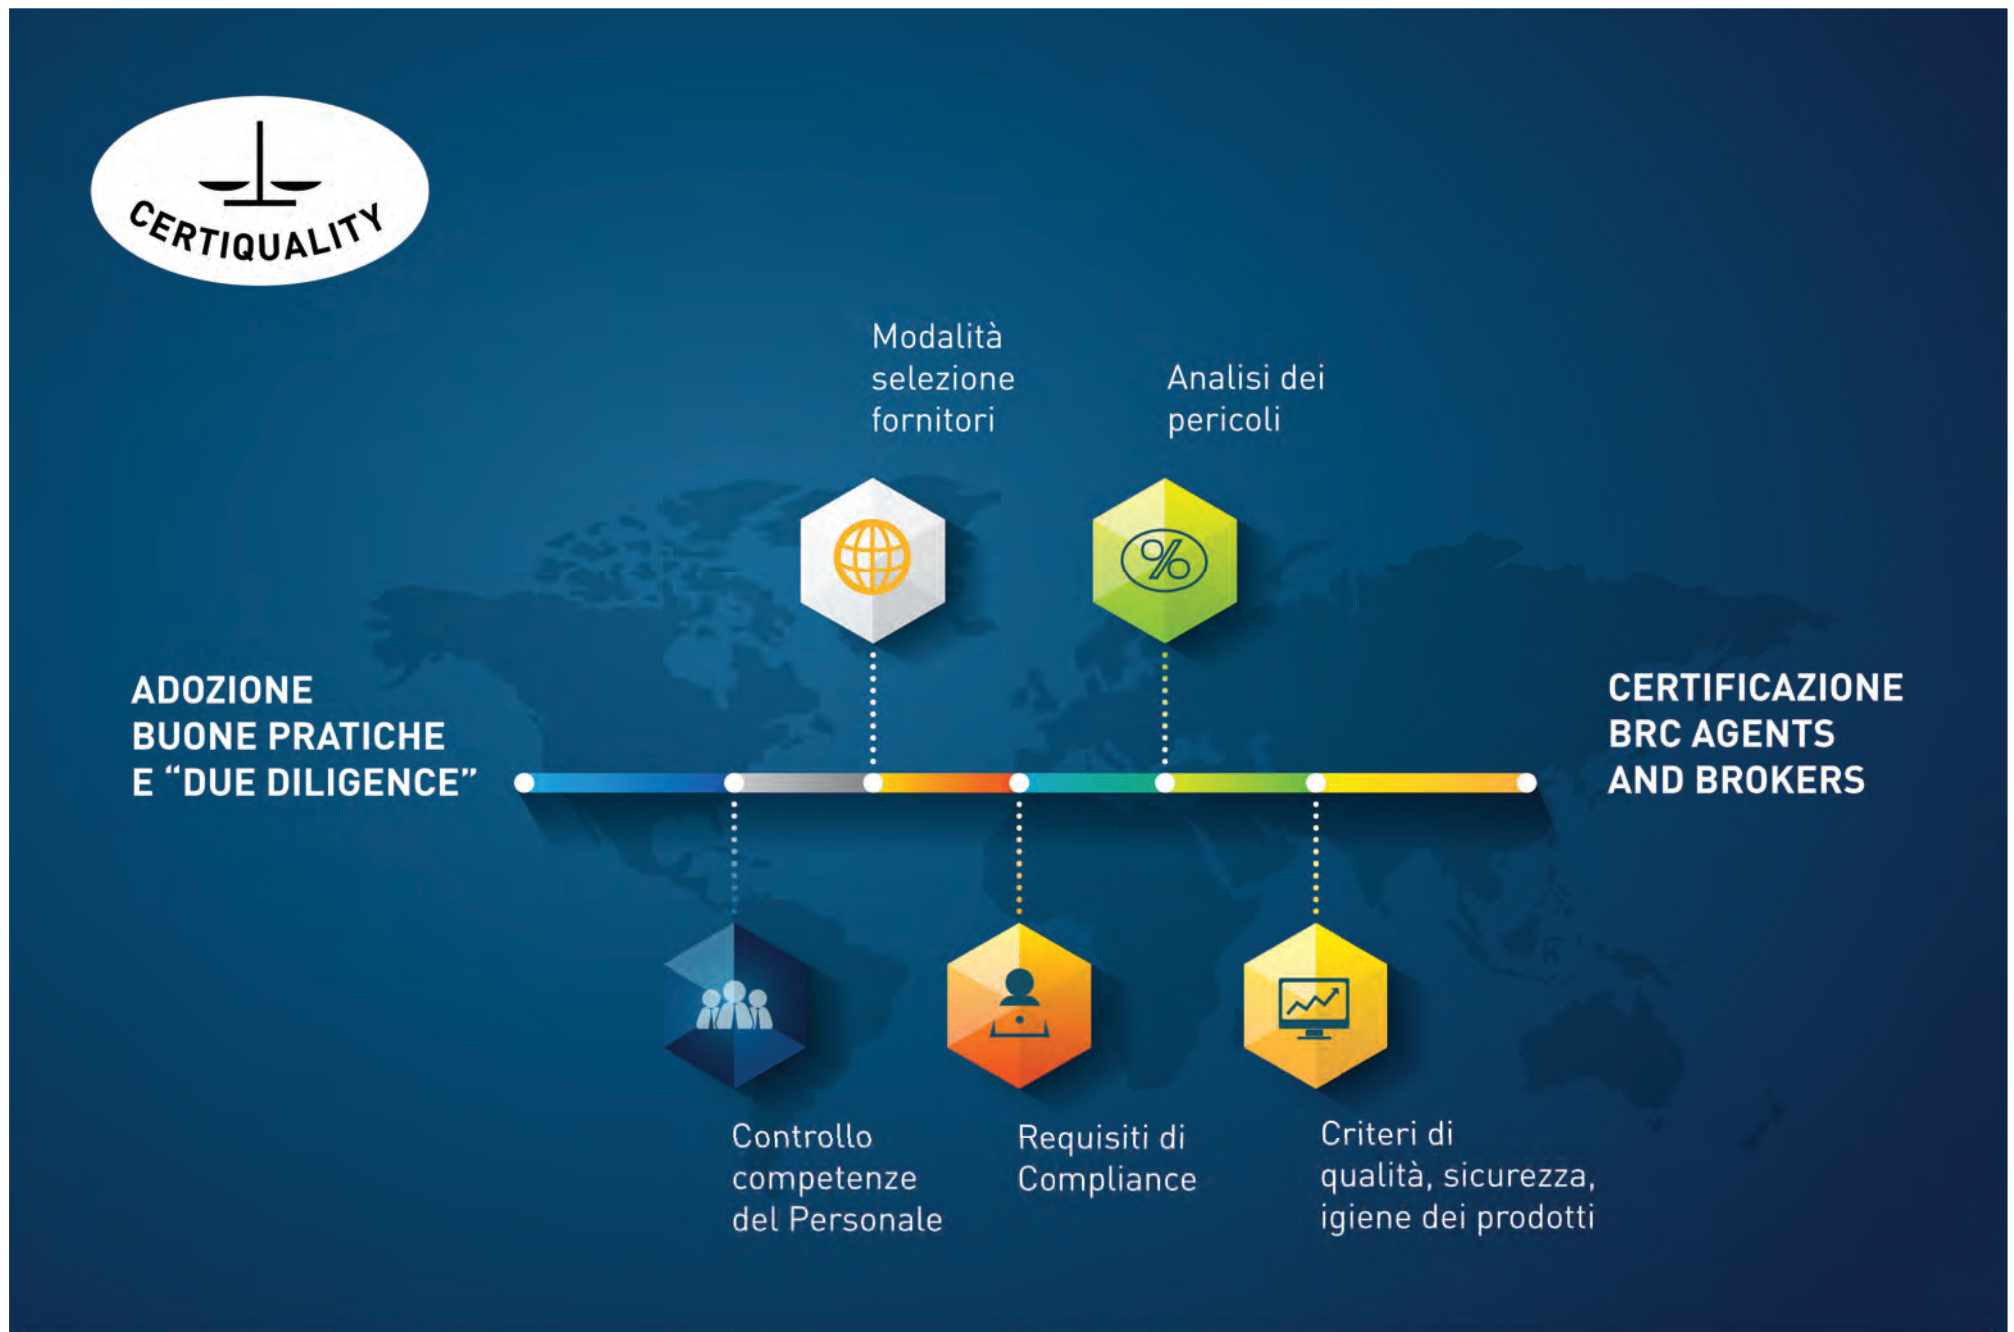 CERTIQUALITY
Modalità
selezione
fornitori
Analisi dei
pericoli
%
ADOZIONE
BUONE PRATICHE
E “DUE DILIGENCE”
CERTIFICAZIONE
BRC AGENTS
AND BROKERS
Controllo
competenze
del Personale
Requisiti di
Compliance
Criteri di
qualità, sicurezza,
igiene dei prodotti